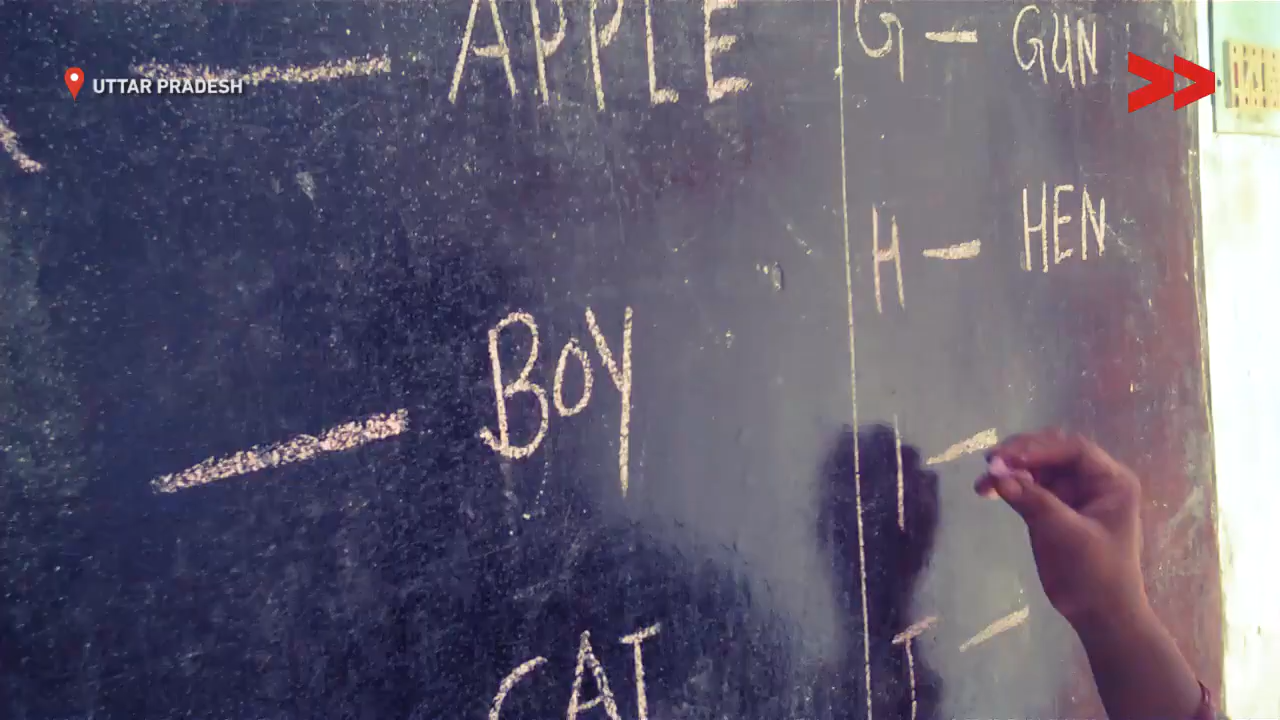 UTTAR PRADESH
— APPLE
— BOY
CAT
G — GUN
H — HEN
I —
J —